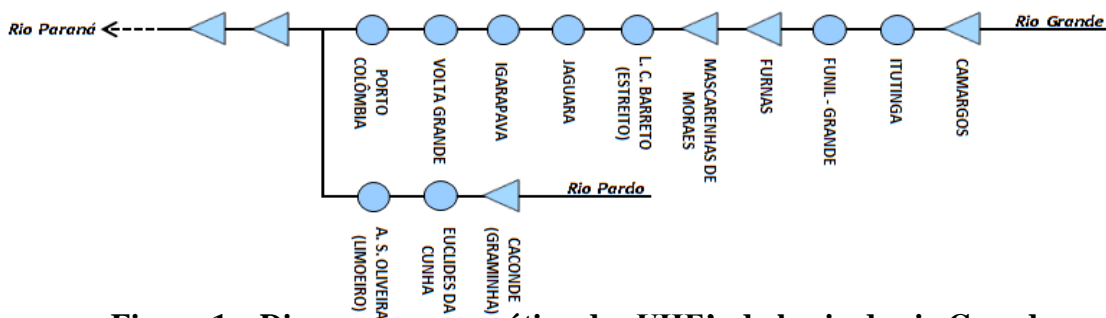 Rio Grande
Rio Paraná
PORTO
COLÔMBIA
VOLTA GRANDE
IGARAPAVA
JAGUARA
L. C. BARRETO
(ESTREITO)
MASCARENHAS DE
MORAES
FURNAS
FUNIL - GRANDE
ITUTINGA
CAMARGOS
Rio Pardo
A. S. OLIVEIRA
(LIMOEIRO)
EUCLIDES DA
CUNHA
CACONDE
(GRAMINHA)